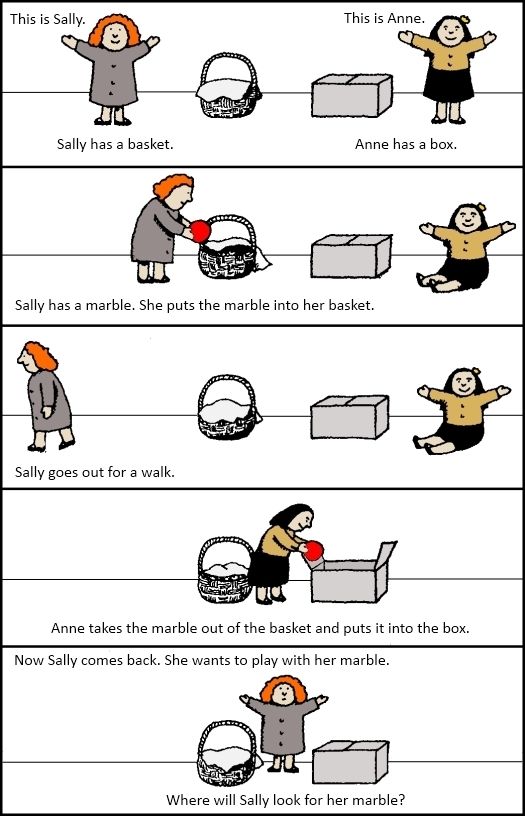 This is Sally.
This is Anne.
Sally has a basket.
Anne has a box.
Sally has a marble. She puts the marble into her basket.
Sally goes out for a walk.
Anne takes the marble out of the basket and puts it into the box.
Now Sally comes back. She wants to play with her marble.
Where will Sally look for her marble?